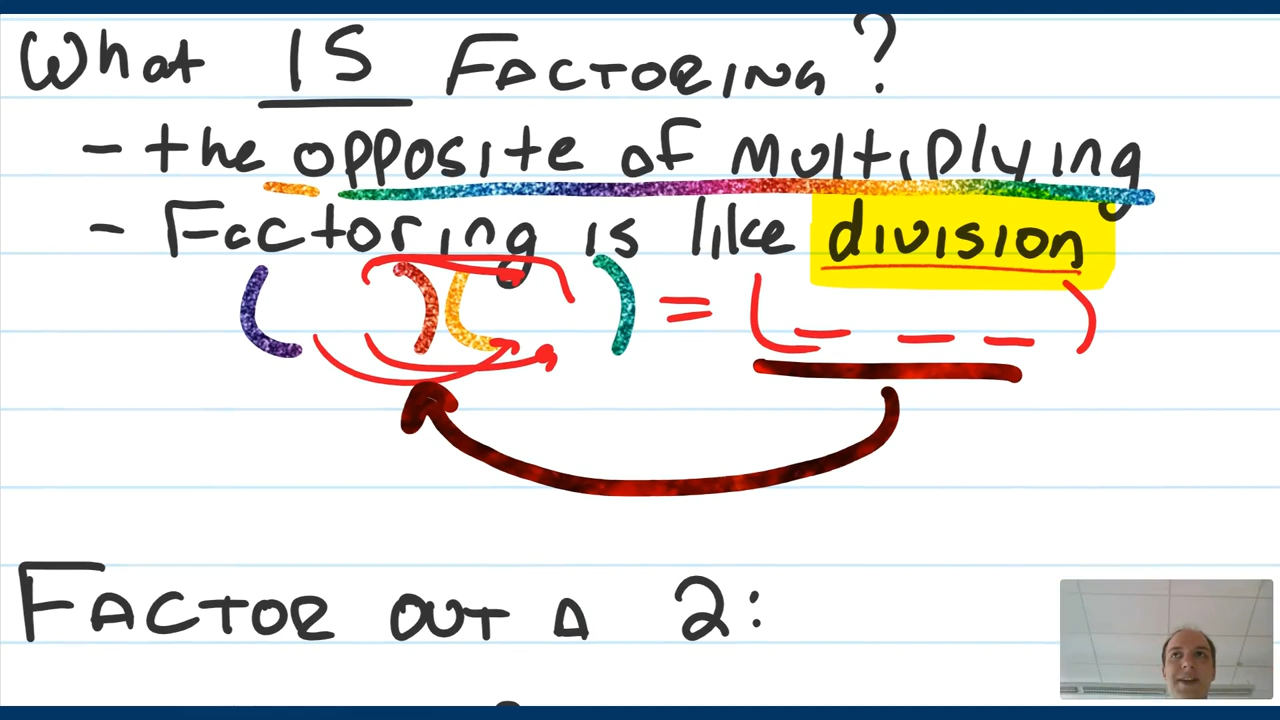 What IS FACTORING?
- the opposite of multiplying
- Factoring is like division
( )( ) = ( _ _ _ )
FACTOR OUT A 2: